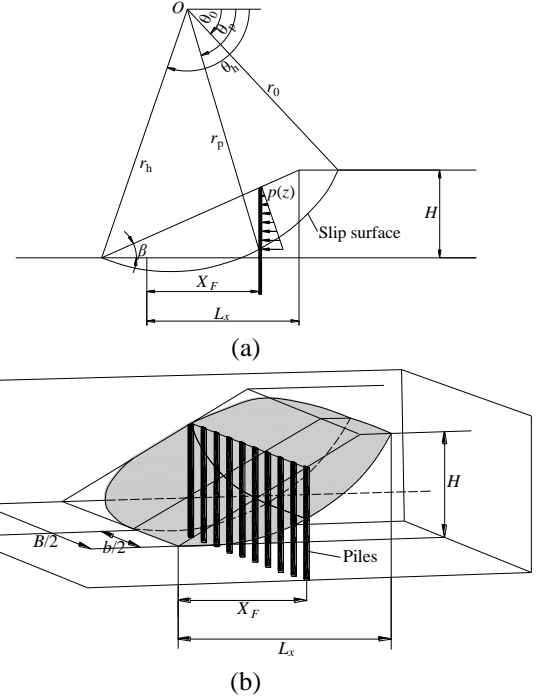 O
θ0
θp
θh
r0
rp
rh
p(z)
H
Slip surface
β
XF
Lx
(a)
H
B/2
b/2
Piles
XF
Lx
(b)